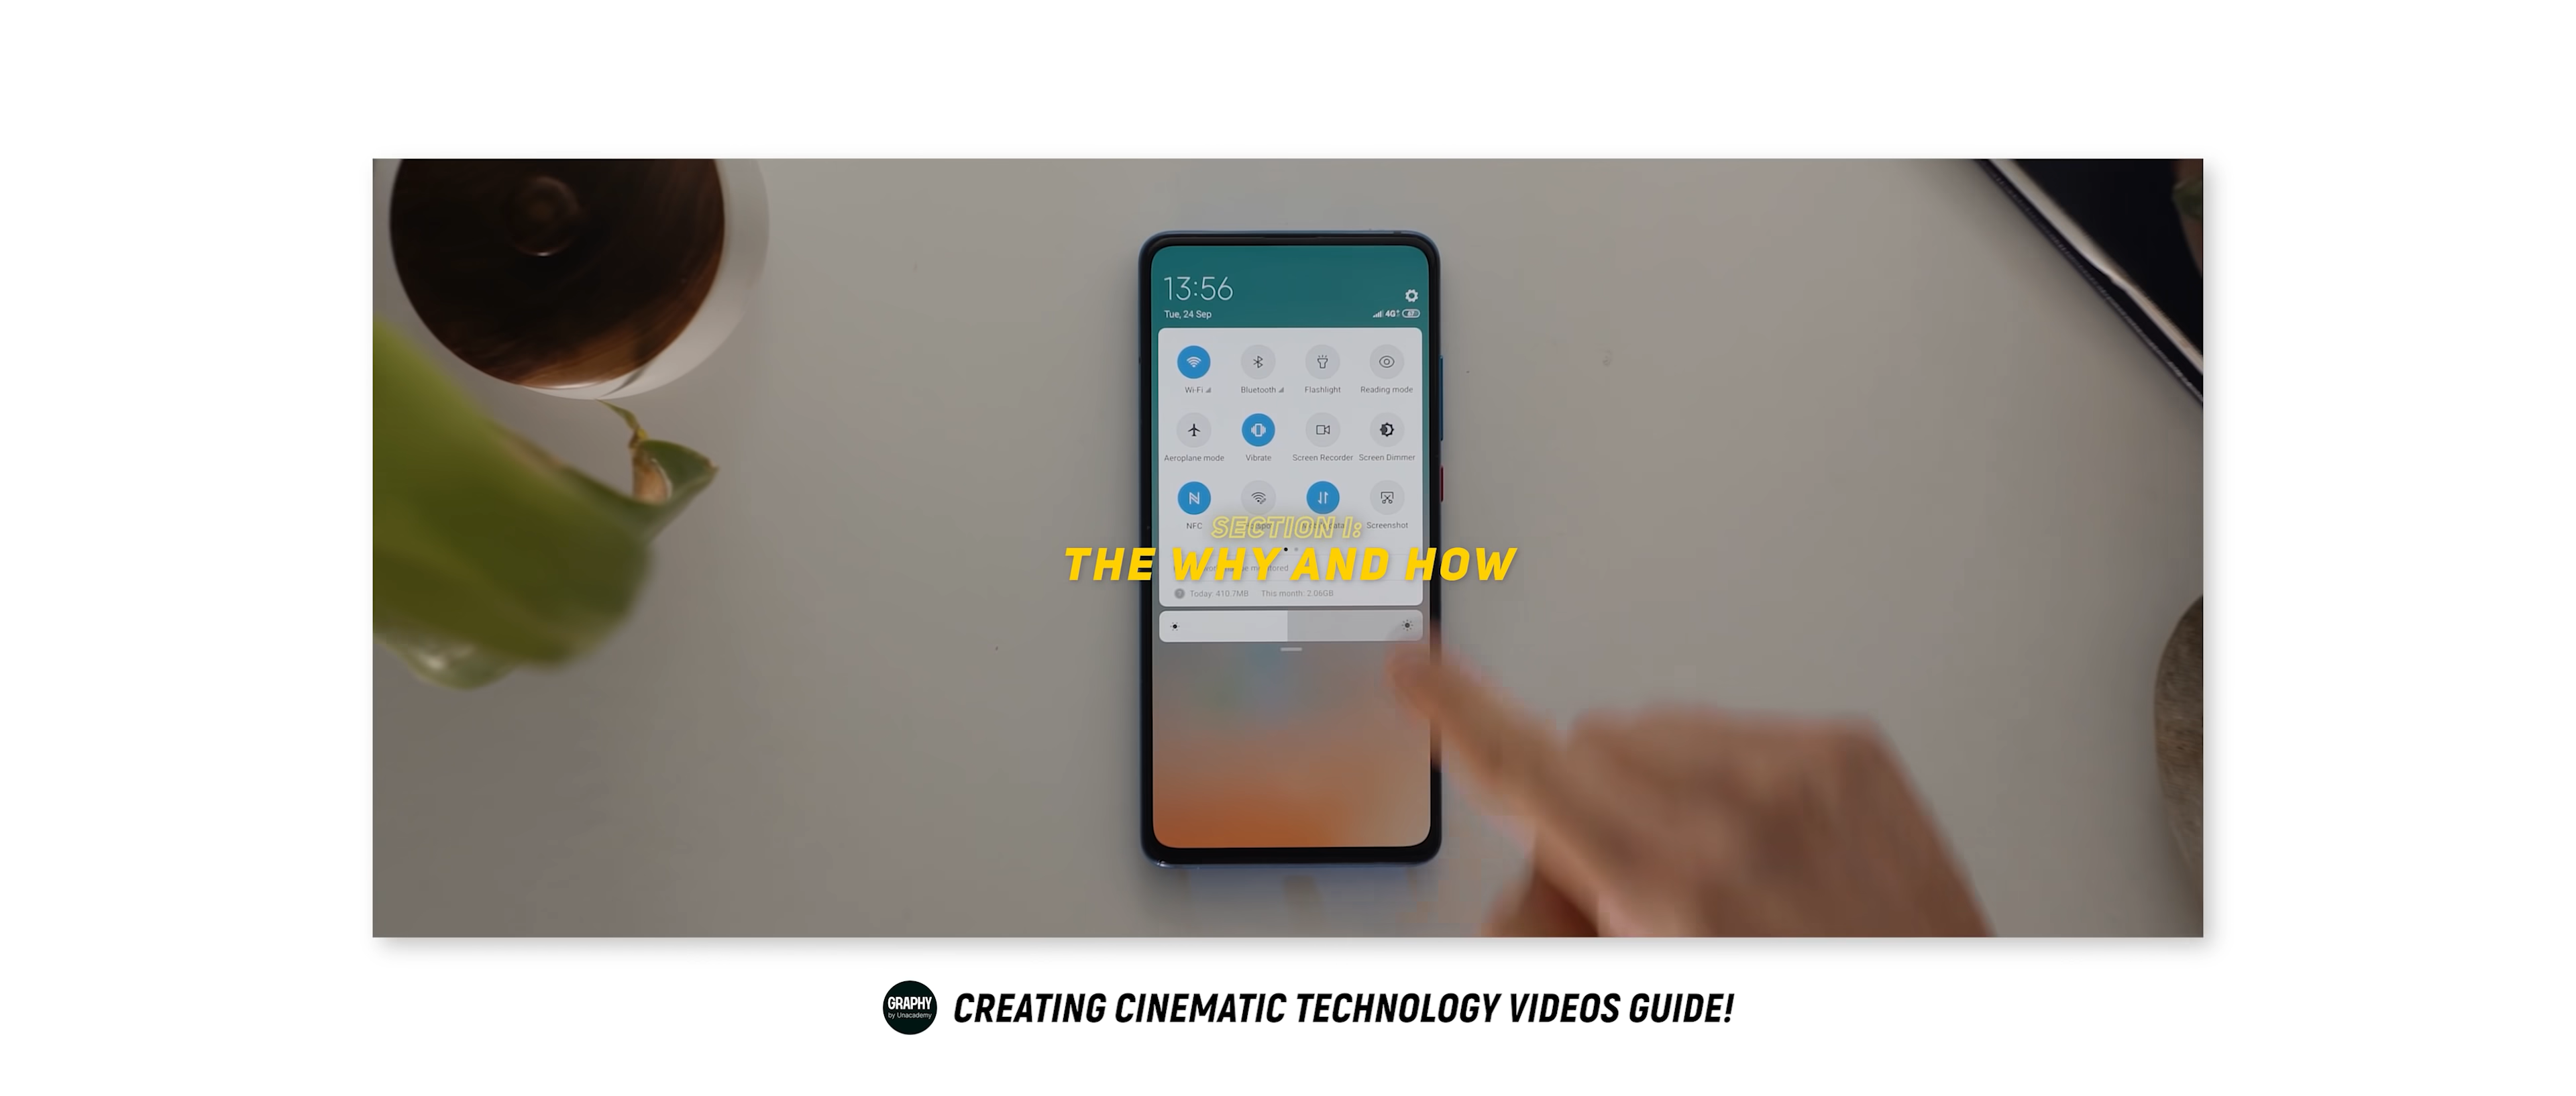 13:56
Tue, 24 Sep
4G
67
Wi-Fi
Bluetooth
Flashlight
Reading mode
Aeroplane mode
Vibrate
Screen Recorder
Screen Dimmer
NFC
Screenshot
SECTION I:
THE WHY AND HOW
Today: 410.7MB This month: 2.06GB
GRAPHY
by Unacademy
CREATING CINEMATIC TECHNOLOGY VIDEOS GUIDE!